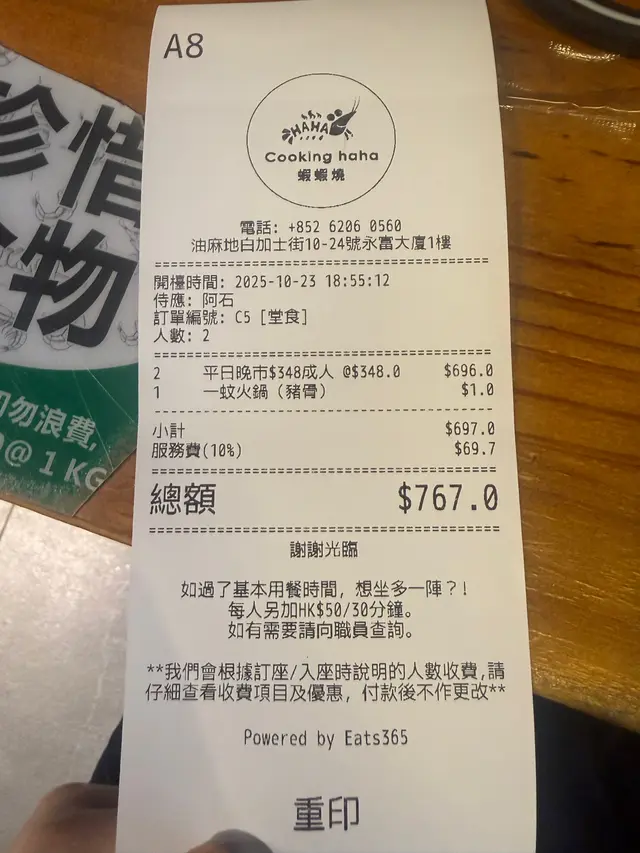 珍惜
物
勿浪費,
@ 1 KG
A8
HAHA
Cooking haha
蝦蝦燒
電話: +852 6206 0560
油麻地白加士街10-24號永富大廈1樓
開檯時間: 2025-10-23 18:55:12
侍應: 阿石
訂單編號: C5 [堂食]
人數: 2
2 平日晚市$348成人 @$348.0 $696.0
1 一蚊火鍋（豬骨） $1.0
小計 $697.0
服務費(10%) $69.7
總額 $767.0
謝謝光臨
如過了基本用餐時間, 想坐多一陣？!
每人另加HK$50/30分鐘。
如有需要請向職員查詢。
**我們會根據訂座/入座時說明的人數收費,請
仔細查看收費項目及優惠, 付款後不作更改**
Powered by Eats365
重印